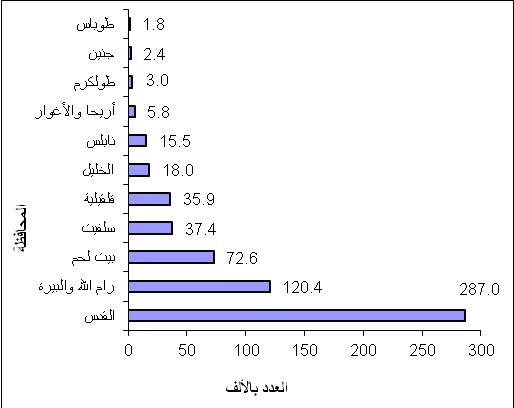 طوباس 1.8
جنين 2.4
طولكرم 3.0
أريحا والأغوار 5.8
نابلس 15.5
الخليل 18.0
قلقيلية 35.9
سلفيت 37.4
بيت لحم 72.6
رام الله والبيرة 120.4
القدس 287.0
0 50 100 150 200 250 300
العدد بالألف
المحافظة